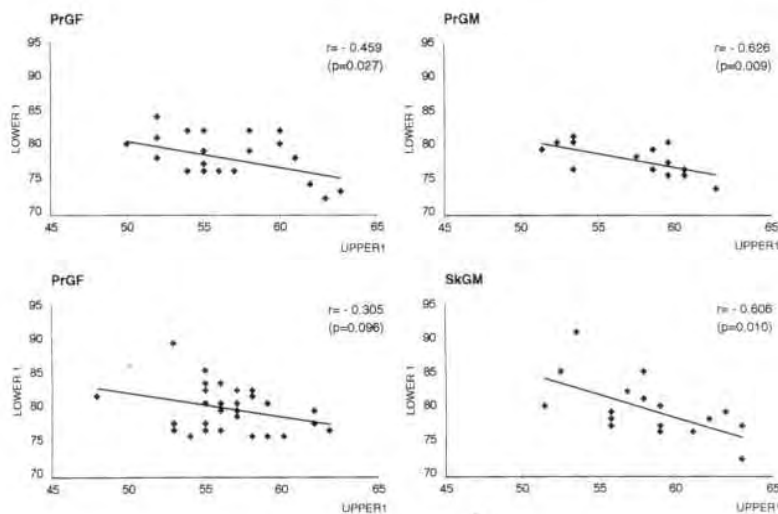 PrGF
r= - 0.459
(p=0.027)
LOWER 1
95
90
85
80
75
70
45
50
55
60
65
UPPER1
PrGM
r= - 0.626
(p=0.009)
LOWER 1
95
90
85
80
75
70
45
50
55
60
65
UPPER1
PrGF
r= - 0.305
(p=0.096)
LOWER 1
95
90
85
80
75
70
45
50
55
60
65
UPPER1
SkGM
r= - 0.606
(p=0.010)
LOWER 1
95
90
85
80
75
70
45
50
55
60
65
UPPER1